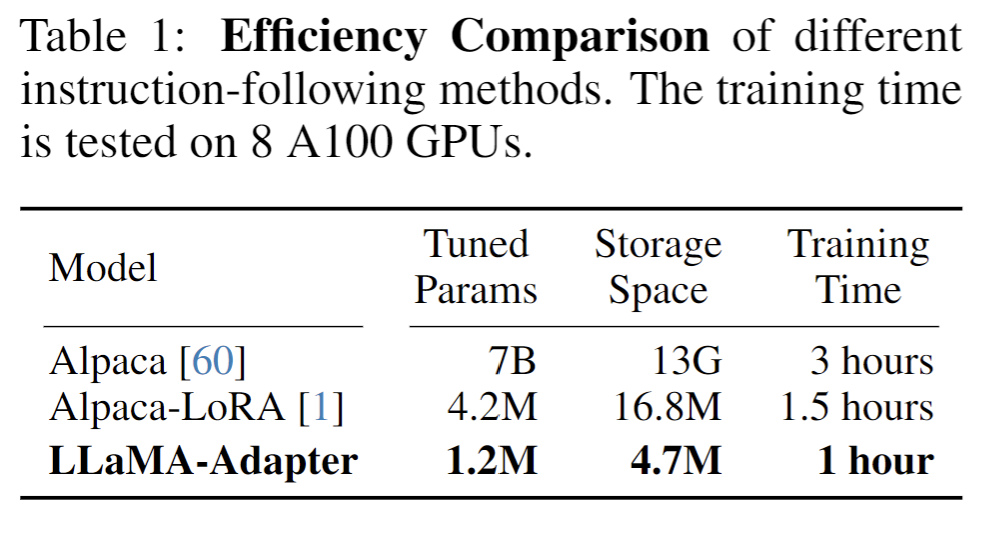 Table 1: Efficiency Comparison of different
instruction-following methods. The training time
is tested on 8 A100 GPUs.
Model Tuned Params Storage Space Training Time
Alpaca [60] 7B 13G 3 hours
Alpaca-LoRA [1] 4.2M 16.8M 1.5 hours
LLaMA-Adapter 1.2M 4.7M 1 hour